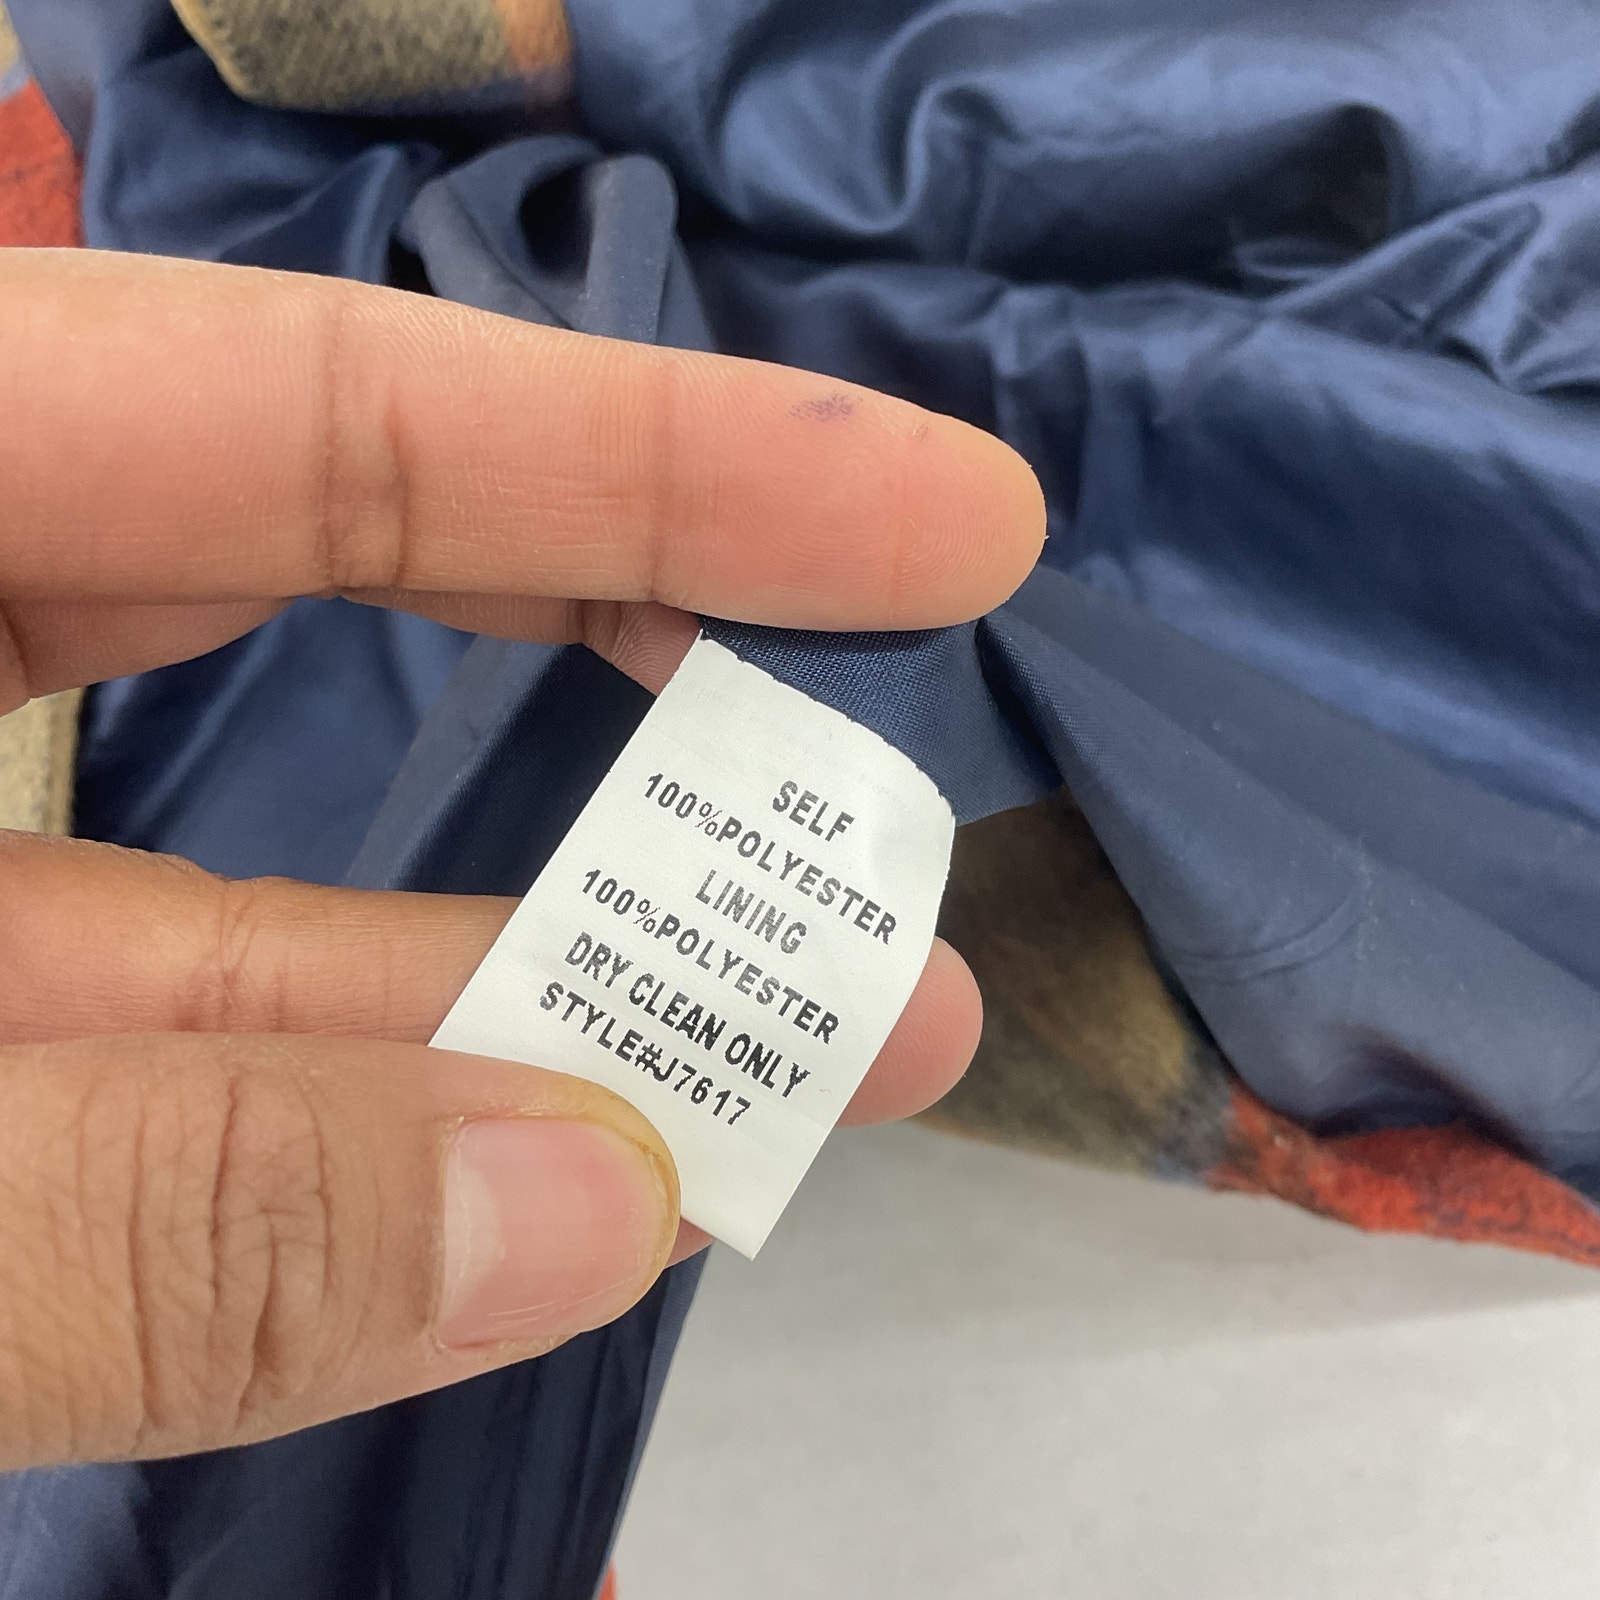 SELF
100%POLYESTER
LINING
100%POLYESTER
DRY CLEAN ONLY
STYLE#J7617